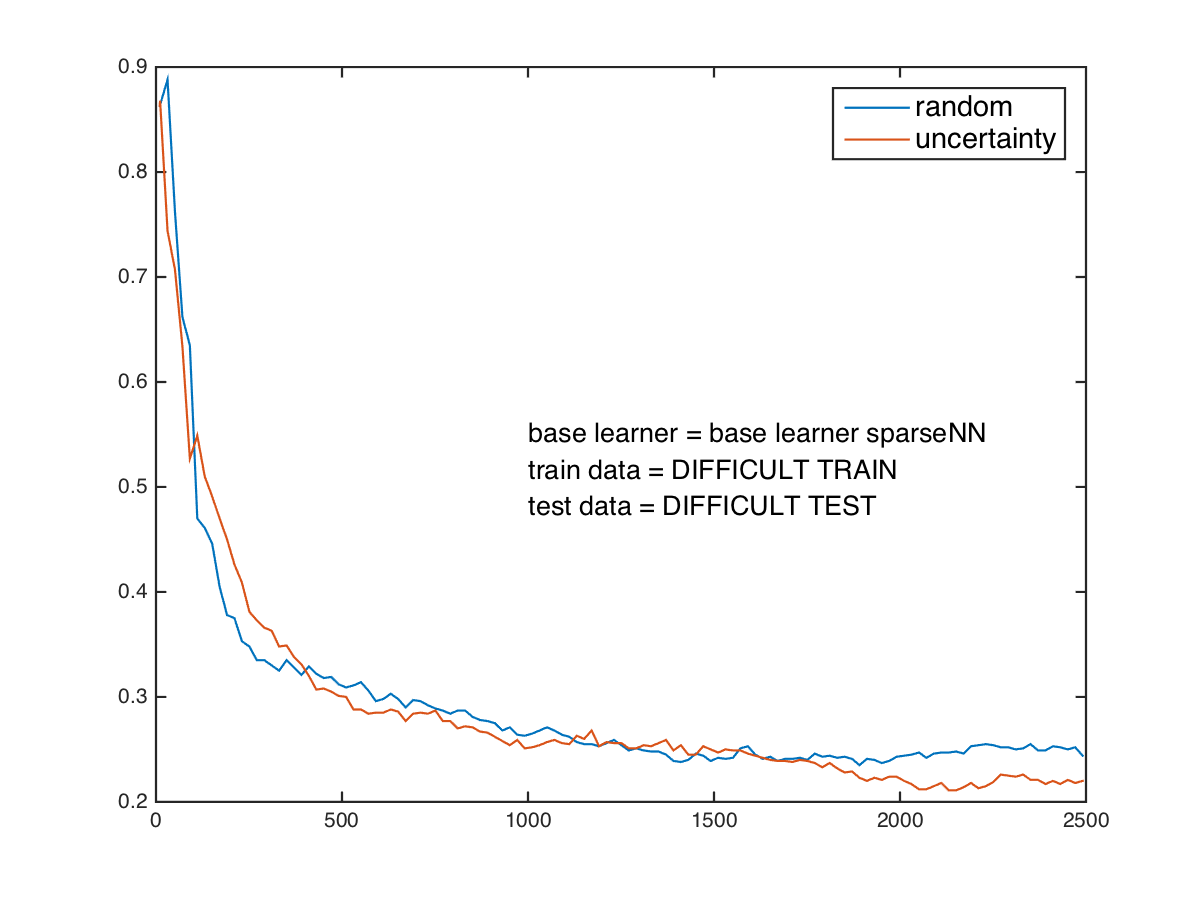 0.9
0.8
0.7
0.6
0.5
0.4
0.3
0.2
0 500 1000 1500 2000 2500
random
uncertainty
base learner = base learner sparseNN
train data = DIFFICULT TRAIN
test data = DIFFICULT TEST